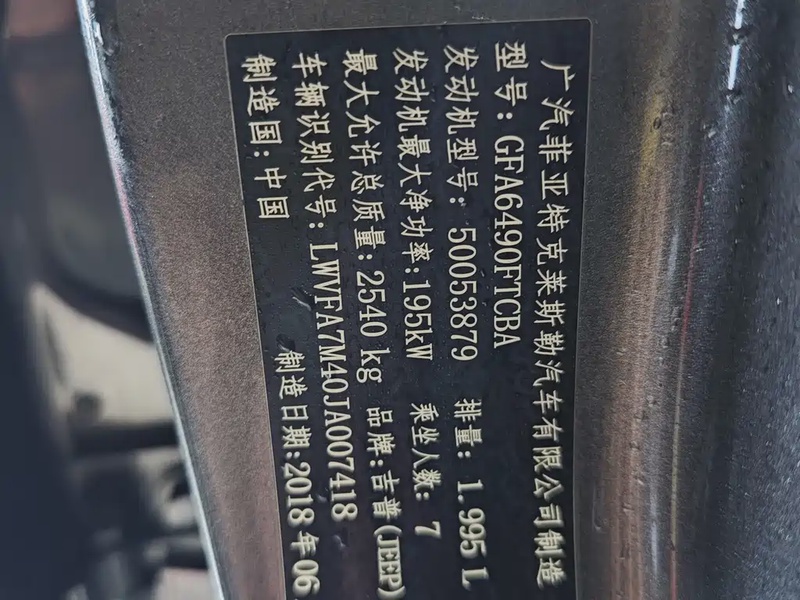 广汽菲亚特克莱斯勒汽车有限公司制造
型号:GFA6490FTCBA
发动机型号:50053879 排量:1.995 L
发动机最大净功率:195kW 乘坐人数:7
最大允许总质量:2540 kg 品牌:吉普(JEEP)
车辆识别代号:LWVFA7M40JA007418
制造国:中国 制造日期:2018年06